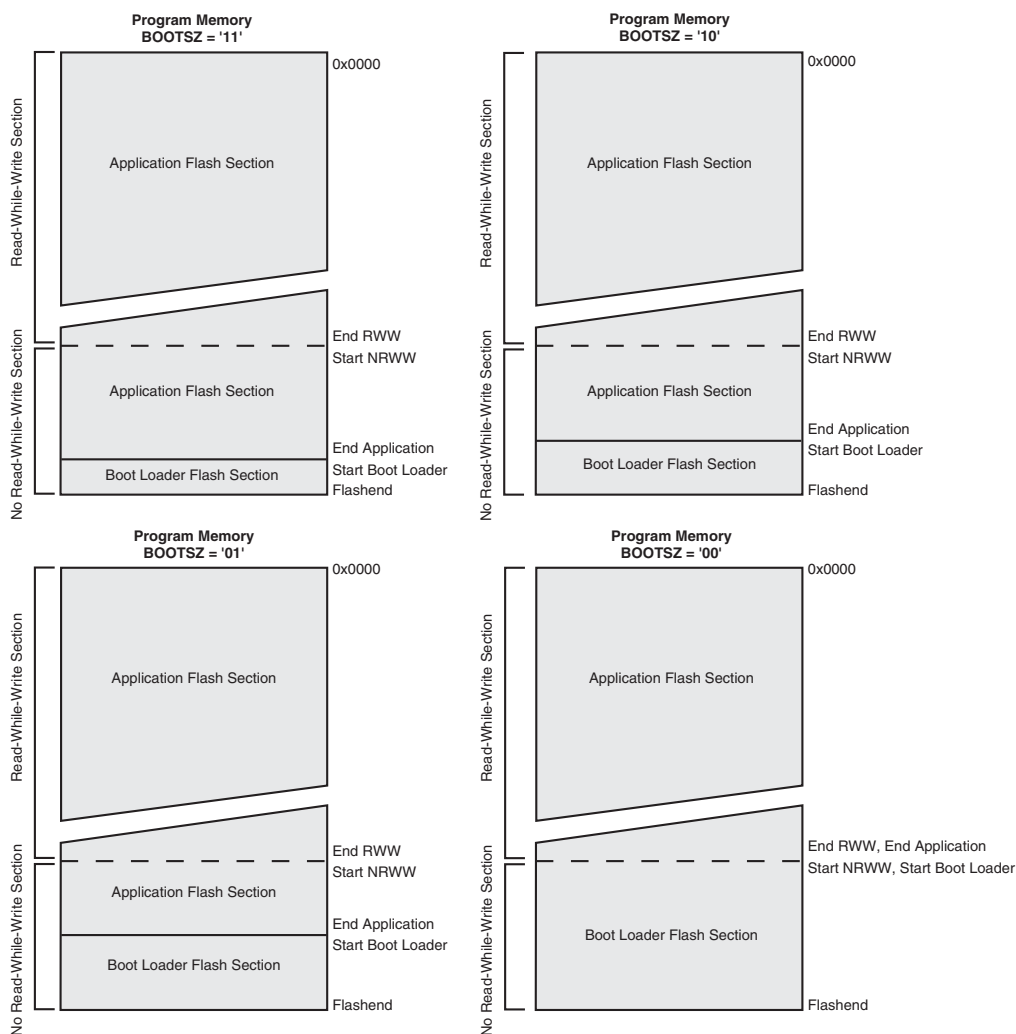 Program Memory
BOOTSZ = '11'
0x0000
Read-While-Write Section
Application Flash Section
End RWW
Start NRWW
No Read-While-Write Section
Application Flash Section
End Application
Start Boot Loader
Boot Loader Flash Section
Flashend
Program Memory
BOOTSZ = '10'
0x0000
Read-While-Write Section
Application Flash Section
End RWW
Start NRWW
No Read-While-Write Section
Application Flash Section
End Application
Start Boot Loader
Boot Loader Flash Section
Flashend
Program Memory
BOOTSZ = '01'
0x0000
Read-While-Write Section
Application Flash Section
End RWW
Start NRWW
No Read-While-Write Section
Application Flash Section
End Application
Start Boot Loader
Boot Loader Flash Section
Flashend
Program Memory
BOOTSZ = '00'
0x0000
Read-While-Write Section
Application Flash Section
End RWW, End Application
Start NRWW, Start Boot Loader
No Read-While-Write Section
Boot Loader Flash Section
Flashend